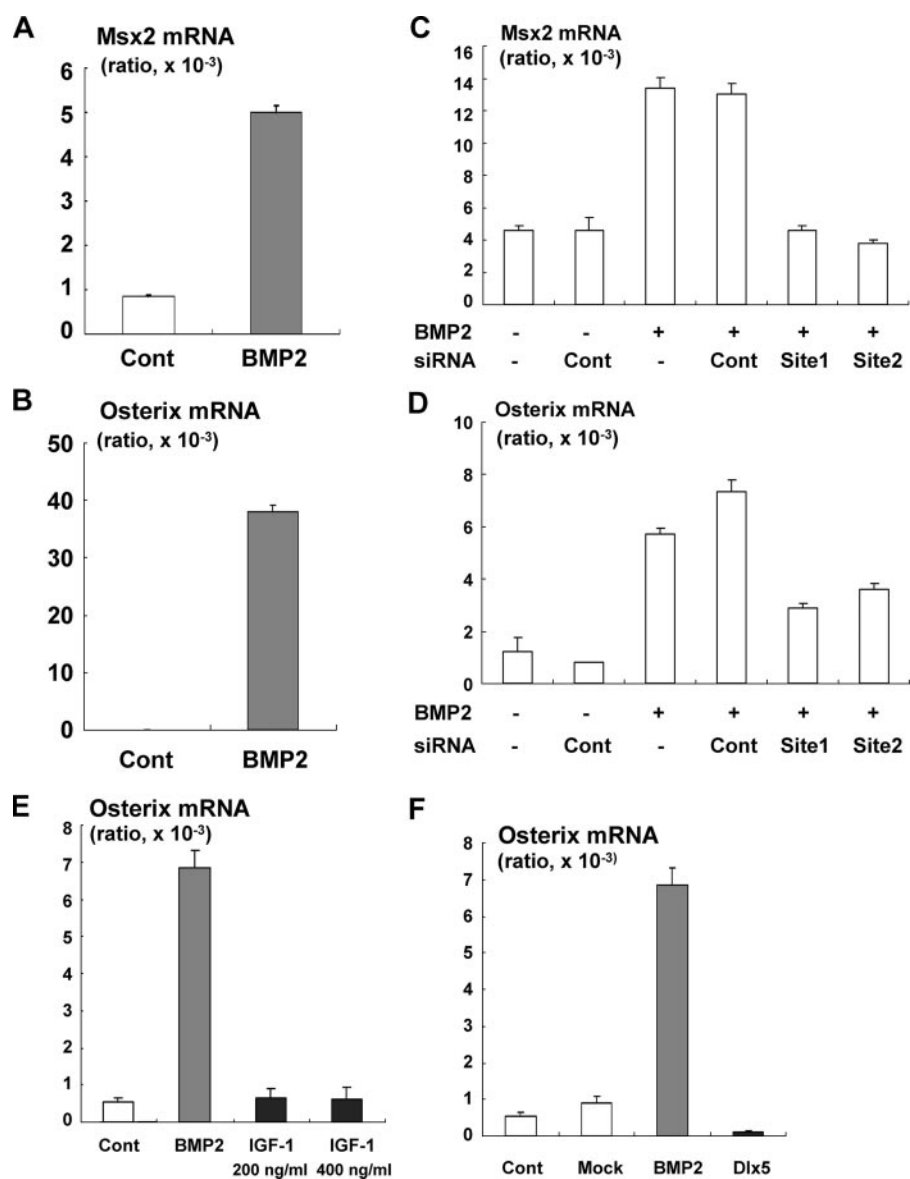 A
Msx2 mRNA
(ratio, x 10-3)
6
5
4
3
2
1
0
Cont BMP2
C
Msx2 mRNA
(ratio, x 10-3)
16
14
12
10
8
6
4
2
0
BMP2 - - + + + +
siRNA - Cont - Cont Site1 Site2
B
Osterix mRNA
(ratio, x 10-3)
50
40
30
20
10
0
Cont BMP2
D
Osterix mRNA
(ratio, x 10-3)
10
8
6
4
2
0
BMP2 - - + + + +
siRNA - Cont - Cont Site1 Site2
E
Osterix mRNA
(ratio, x 10-3)
8
7
6
5
4
3
2
1
0
Cont BMP2 IGF-1 IGF-1
200 ng/ml 400 ng/ml
F
Osterix mRNA
(ratio, x 10-3)
8
7
6
5
4
3
2
1
0
Cont Mock BMP2 Dlx5